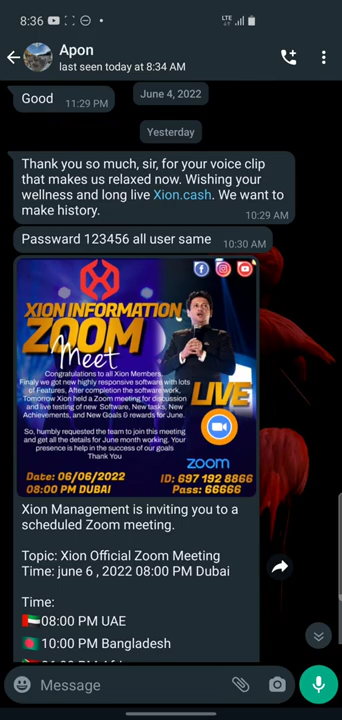 8:36
LTE
Apon
last seen today at 8:34 AM
June 4, 2022
Good
11:29 PM
Yesterday
Thank you so much, sir, for your voice clip
that makes us relaxed now. Wishing your
wellness and long live Xion.cash. We want to
make history.
10:29 AM
Passward 123456 all user same
10:30 AM
XION INFORMATION
ZOOM
Meet
Congratulations to all Xion Members.
Finaly we got new highly responsive software with lots
of Features. After completion the software work,
Tomorrow Xion held a Zoom meeting for discussion
and live testing of new Software, New tasks, New
Achievements, and New Goals & rewards for June.
So, humbly requested the team to join this meeting
and get all the details for June month working. Your
presence is help in the success of our goals
Thank You
LIVE
zoom
Date: 06/06/2022
08:00 PM DUBAI
ID: 697 192 8866
Pass: 66666
Xion Management is inviting you to a
scheduled Zoom meeting.
Topic: Xion Official Zoom Meeting
Time: june 6 , 2022 08:00 PM Dubai
Time:
08:00 PM UAE
10:00 PM Bangladesh
Message